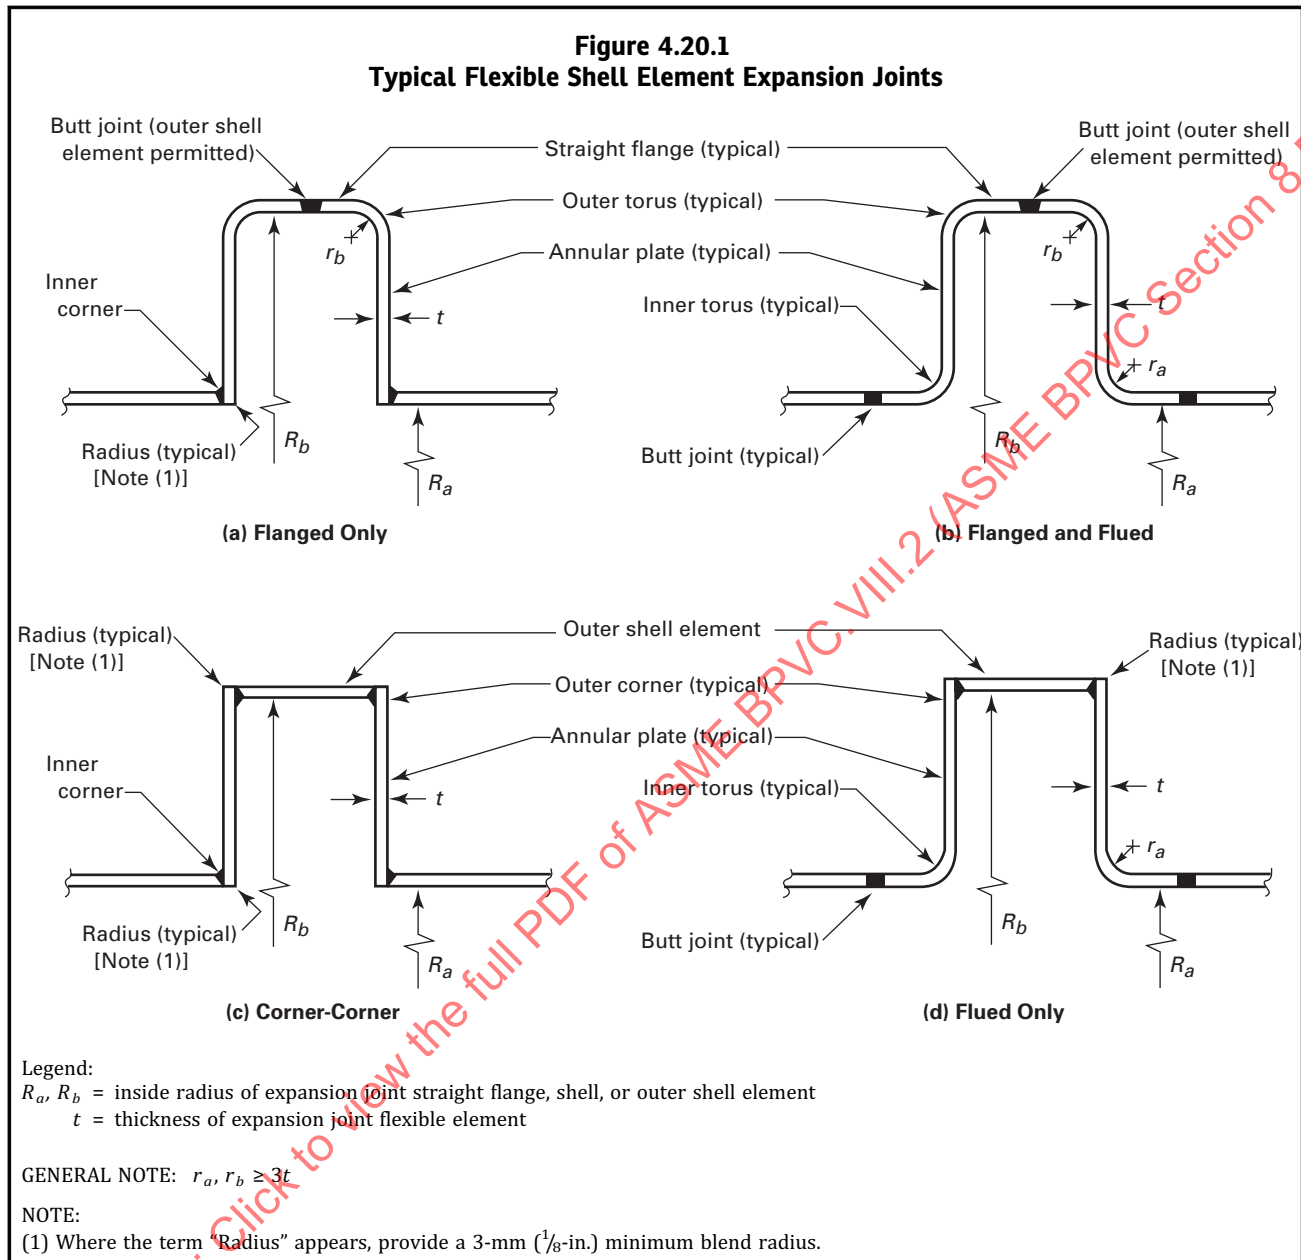 Figure 4.20.1
Typical Flexible Shell Element Expansion Joints
Butt joint (outer shell
element permitted)
Straight flange (typical)
Butt joint (outer shell
element permitted)
Outer torus (typical)
r_b
r_b
Annular plate (typical)
Inner
corner
Inner torus (typical)
t
t
r_a
Radius (typical)
[Note (1)]
R_b
R_a
Butt joint (typical)
R_b
R_a
(a) Flanged Only
(b) Flanged and Flued
Radius (typical)
[Note (1)]
Outer shell element
Radius (typical)
[Note (1)]
Outer corner (typical)
Annular plate (typical)
Inner
corner
Inner torus (typical)
t
t
r_a
Radius (typical)
[Note (1)]
R_b
R_a
Butt joint (typical)
R_b
R_a
(c) Corner-Corner
(d) Flued Only
Legend:
R_a, R_b = inside radius of expansion joint straight flange, shell, or outer shell element
t = thickness of expansion joint flexible element
GENERAL NOTE: r_a, r_b ≥ 3t
NOTE:
(1) Where the term "Radius" appears, provide a 3-mm (1/8-in.) minimum blend radius.
: Click to view the full PDF of ASME BPVC.VIII.2 (ASME BPVC Section 8